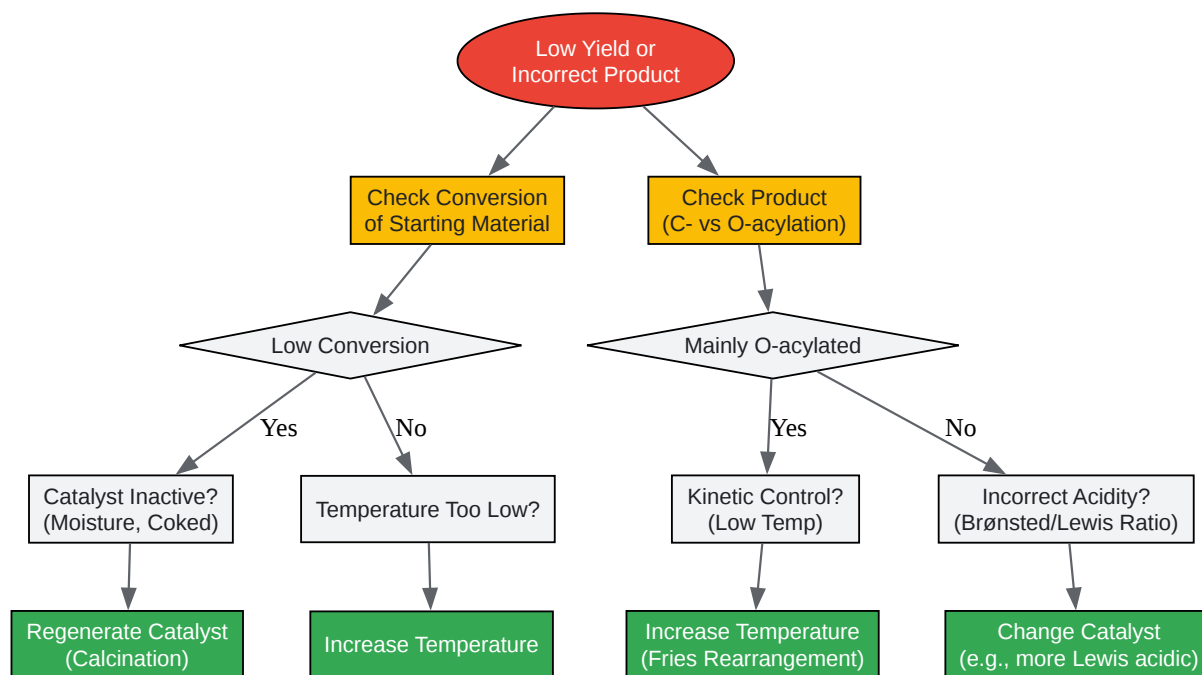 Low Yield or
Incorrect Product
Check Conversion
of Starting Material
Check Product
(C- vs O-acylation)
Low Conversion
Mainly O-acylated
Yes
No
Yes
No
Catalyst Inactive?
(Moisture, Coked)
Temperature Too Low?
Kinetic Control?
(Low Temp)
Incorrect Acidity?
(Brønsted/Lewis Ratio)
Regenerate Catalyst
(Calcination)
Increase Temperature
Increase Temperature
(Fries Rearrangement)
Change Catalyst
(e.g., more Lewis acidic)